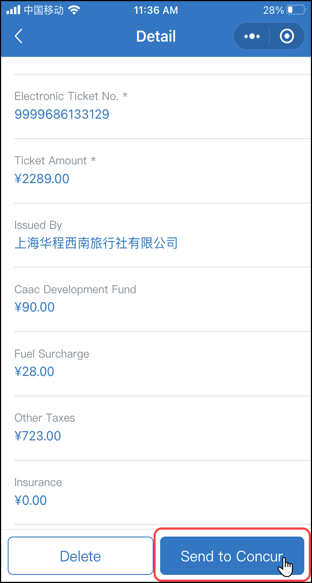 中国移动 11:36 AM 28%
Detail
Electronic Ticket No. *
9999686133129
Ticket Amount *
¥2289.00
Issued By
上海华程西南旅行社有限公司
Caac Development Fund
¥90.00
Fuel Surcharge
¥28.00
Other Taxes
¥723.00
Insurance
¥0.00
Delete Send to Concur